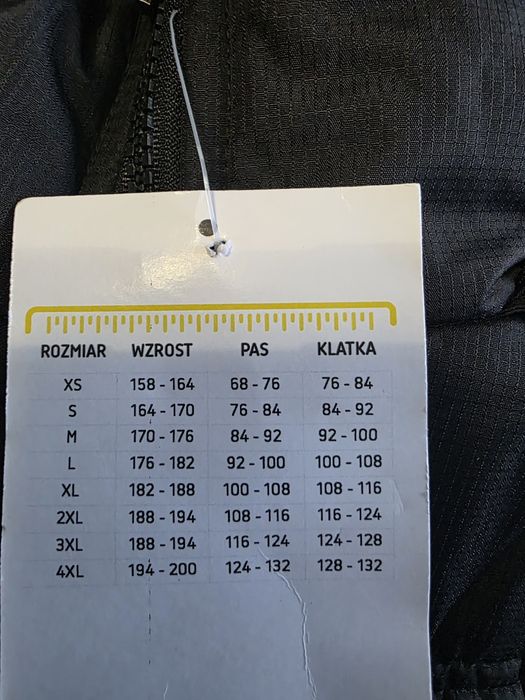 ROZMIAR WZROST PAS KLATKA
XS 158 - 164 68 - 76 76 - 84
S 164 - 170 76 - 84 84 - 92
M 170 - 176 84 - 92 92 - 100
L 176 - 182 92 - 100 100 - 108
XL 182 - 188 100 - 108 108 - 116
2XL 188 - 194 108 - 116 116 - 124
3XL 188 - 194 116 - 124 124 - 128
4XL 194 - 200 124 - 132 128 - 132